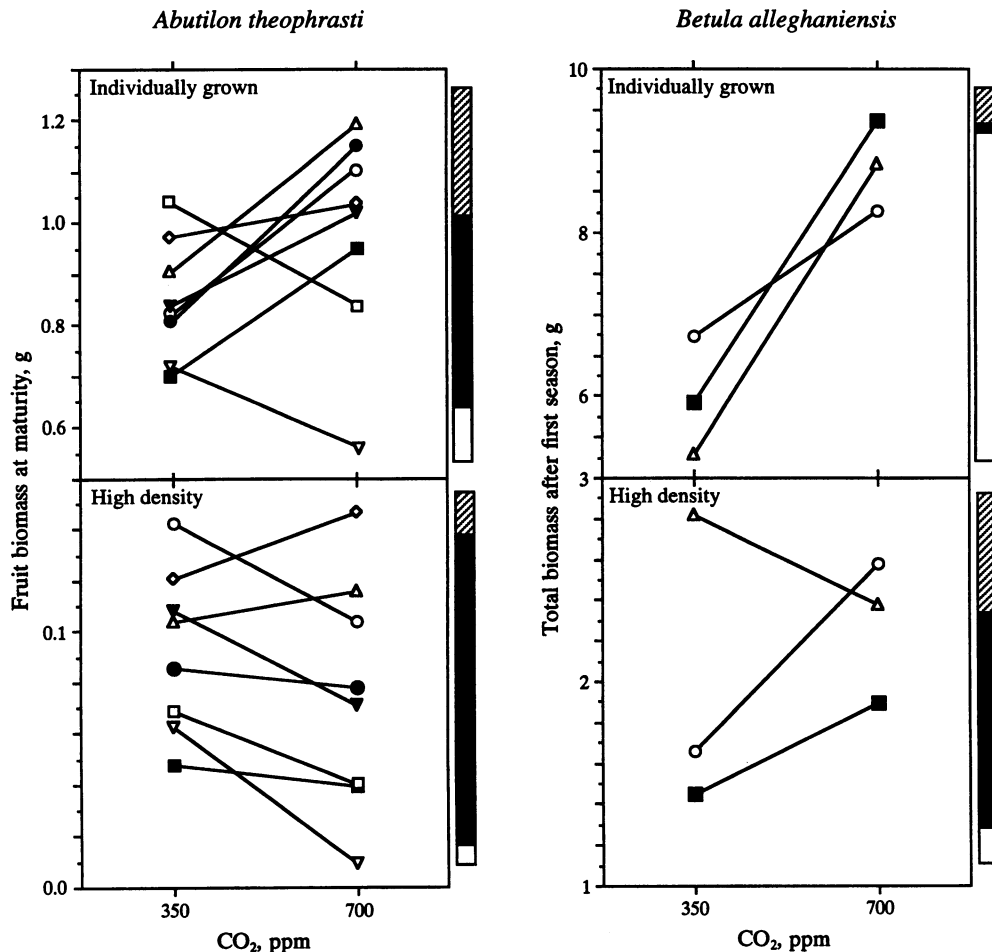 Abutilon theophrasti
Betula alleghaniensis
Individually grown
1.2
1.0
0.8
0.6
High density
0.1
0.0
350
700
CO2, ppm
Fruit biomass at maturity, g
Individually grown
10
8
6
3
High density
2
1
350
700
CO2, ppm
Total biomass after first season, g